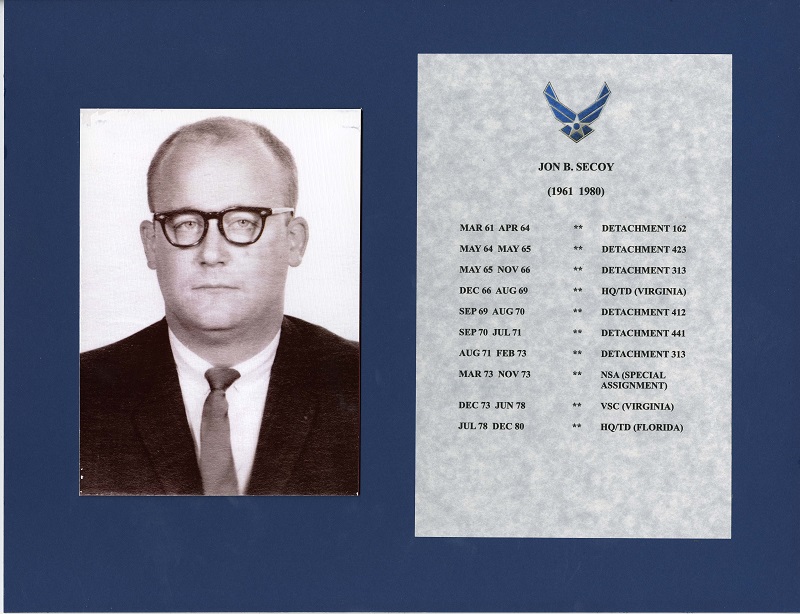 JON B. SECOY
(1961 1980)
MAR 61 APR 64 ** DETACHMENT 162
MAY 64 MAY 65 ** DETACHMENT 423
MAY 65 NOV 66 ** DETACHMENT 313
DEC 66 AUG 69 ** HQ/TD (VIRGINIA)
SEP 69 AUG 70 ** DETACHMENT 412
SEP 70 JUL 71 ** DETACHMENT 441
AUG 71 FEB 73 ** DETACHMENT 313
MAR 73 NOV 73 ** NSA (SPECIAL
ASSIGNMENT)
DEC 73 JUN 78 ** VSC (VIRGINIA)
JUL 78 DEC 80 ** HQ/TD (FLORIDA)